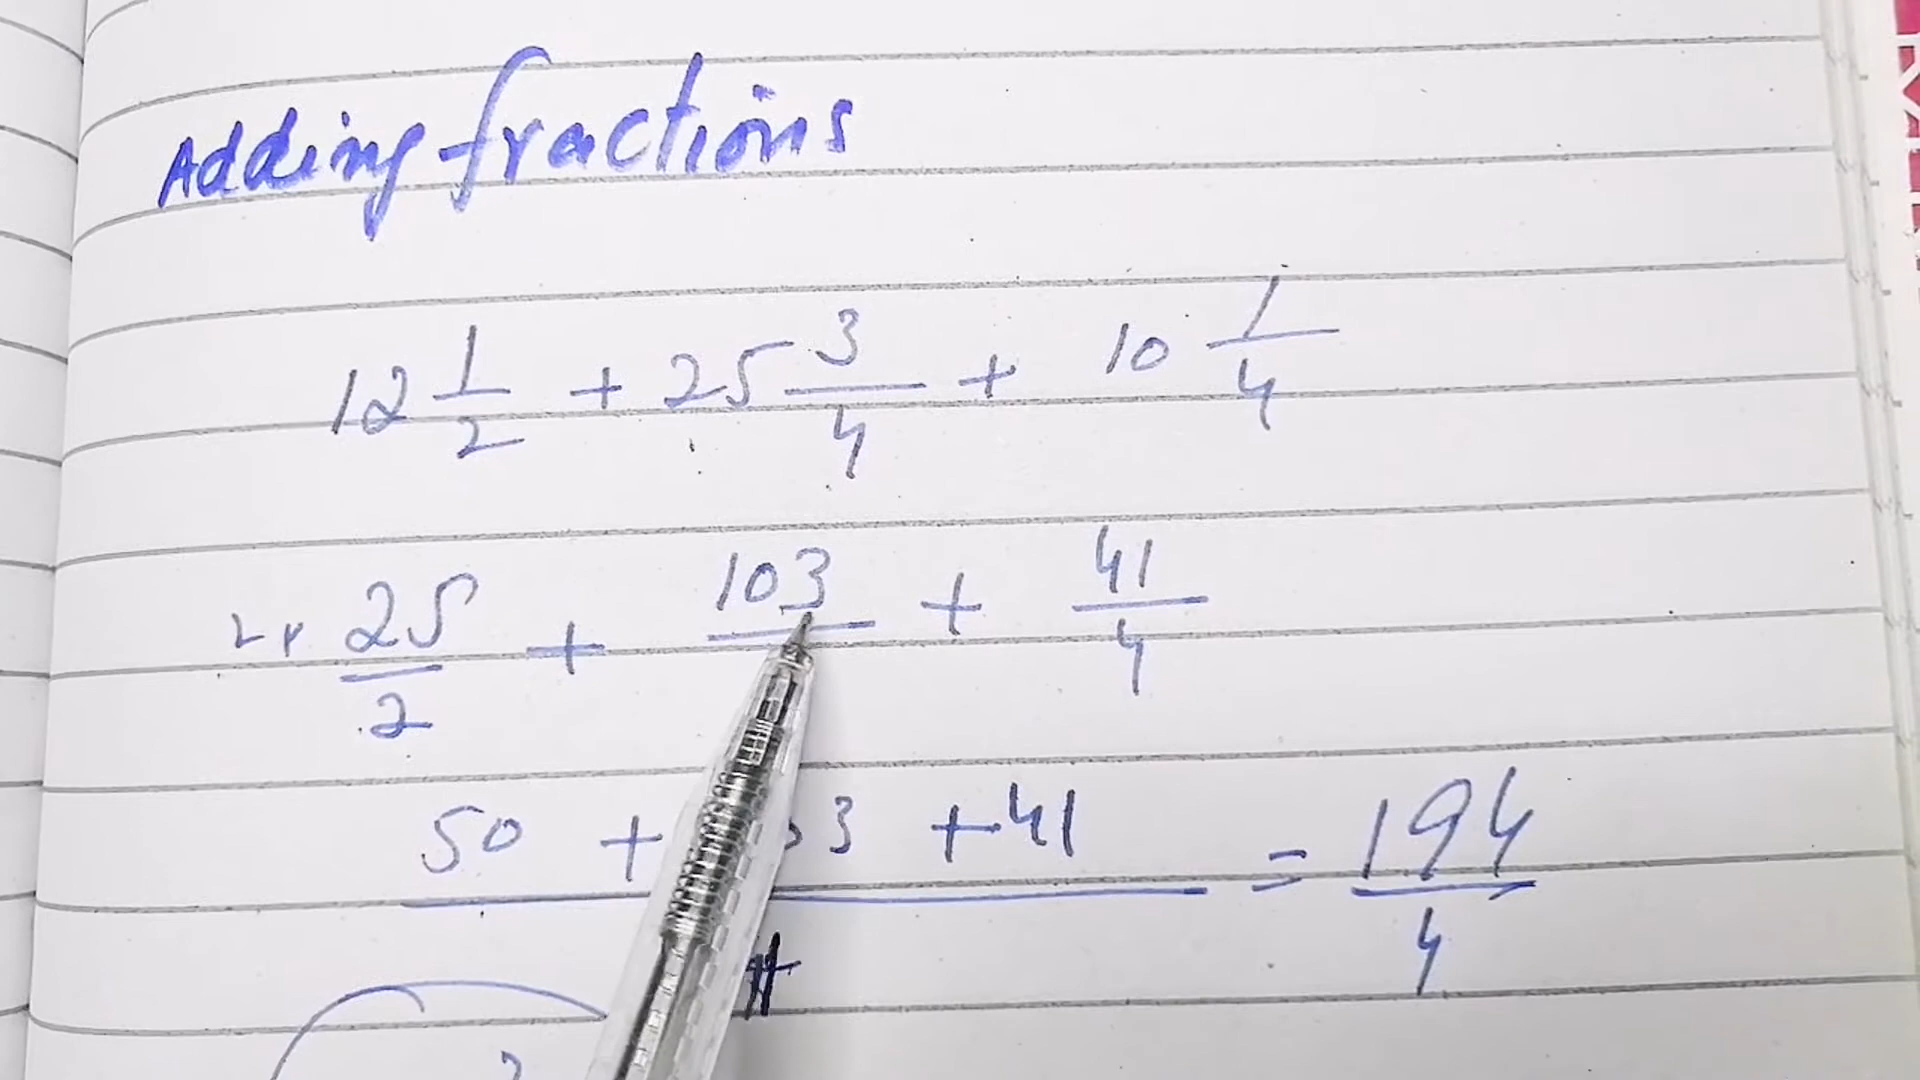 Adding fractions
12 1/2 + 25 3/4 + 10 1/4
25/2 + 103 + 41/4
50 + 3 + 41 = 194/4
4